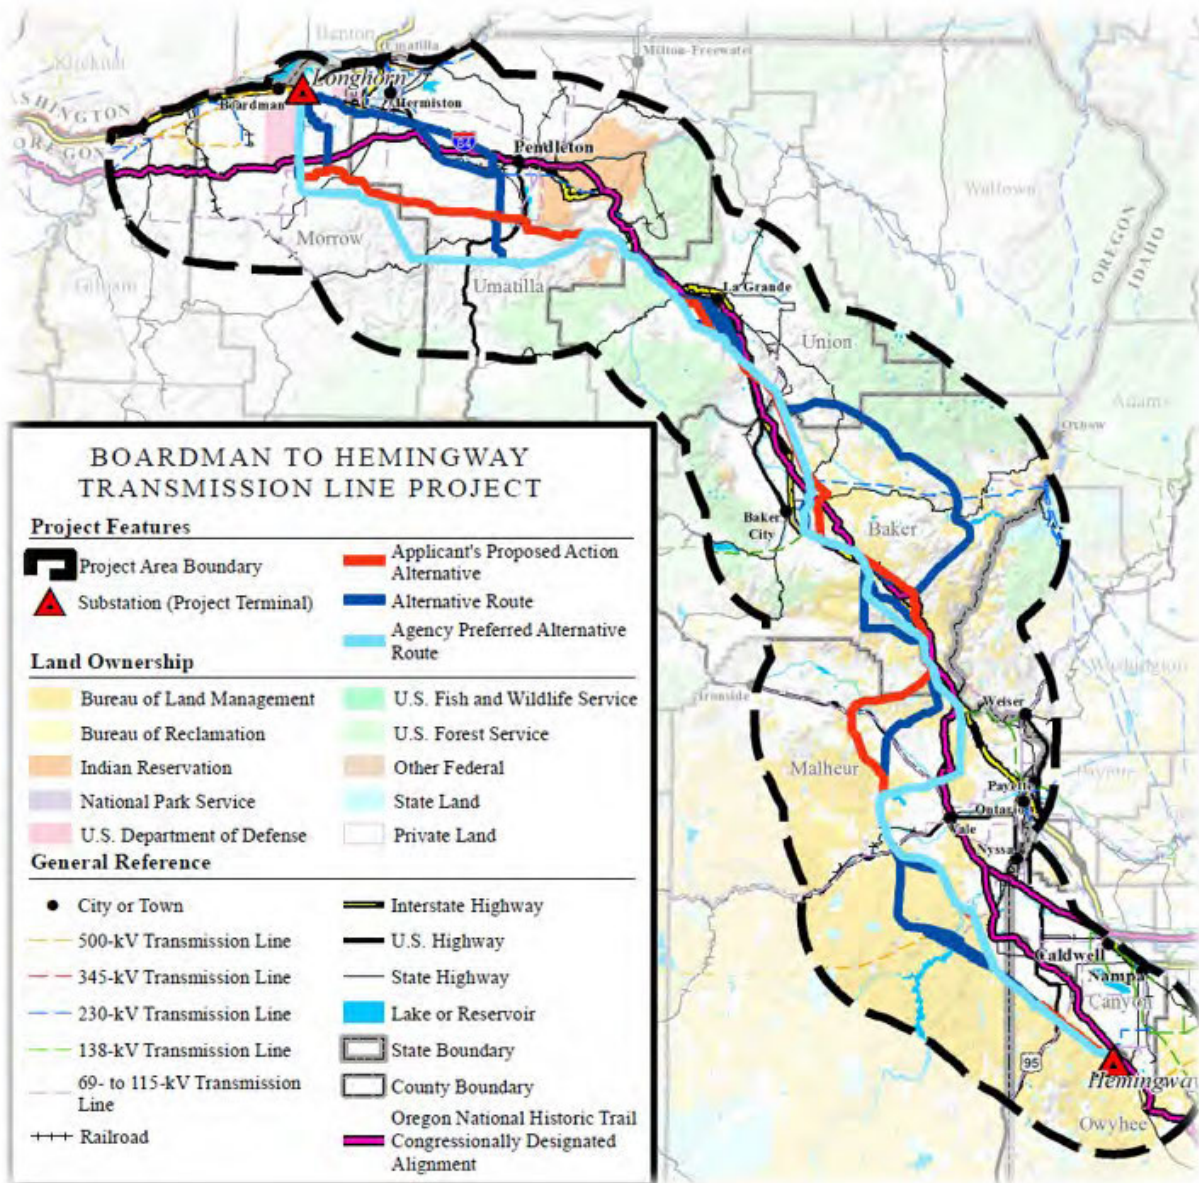 Benton
Umatilla
Klickitat
Milton-Freewater
Longhorn
Boardman
Hermiston
WASHINGTON
OREGON
84
Pendleton
Wallowa
OREGON
IDAHO
Morrow
Gilliam
Umatilla
La Grande
Union
Adams
Oxbow
Baker
City
Baker
Washington
Ironside
Weiser
Malheur
Payette
Payette
Ontario
Vale
Nyssa
Caldwell
Nampa
Canyon
95
Hemingway
Owyhee
BOARDMAN TO HEMINGWAY
TRANSMISSION LINE PROJECT
Project Features
Project Area Boundary
Substation (Project Terminal)
Applicant's Proposed Action
Alternative
Alternative Route
Agency Preferred Alternative
Route
Land Ownership
Bureau of Land Management
Bureau of Reclamation
Indian Reservation
National Park Service
U.S. Department of Defense
U.S. Fish and Wildlife Service
U.S. Forest Service
Other Federal
State Land
Private Land
General Reference
City or Town
500-kV Transmission Line
345-kV Transmission Line
230-kV Transmission Line
138-kV Transmission Line
69- to 115-kV Transmission
Line
Railroad
Interstate Highway
U.S. Highway
State Highway
Lake or Reservoir
State Boundary
County Boundary
Oregon National Historic Trail
Congressionally Designated
Alignment